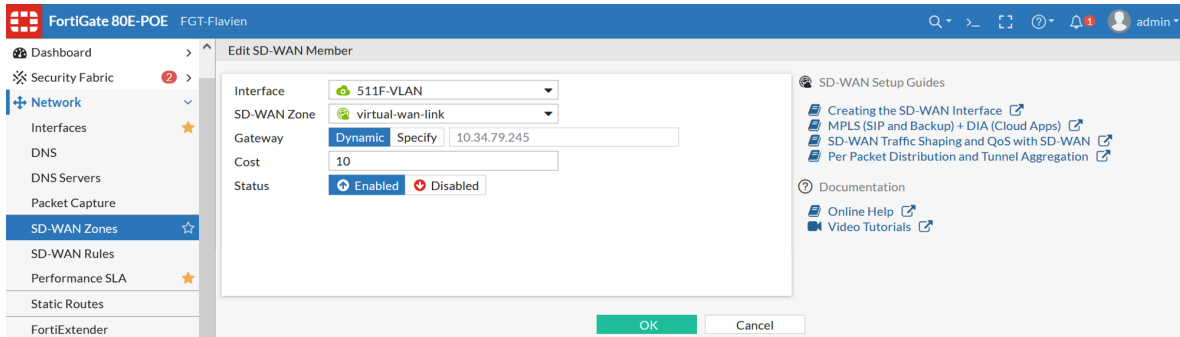 FortiGate 80E-POE FGT-Flavien
>_ admin
1
Dashboard
Security Fabric 2
Network
Interfaces
DNS
DNS Servers
Packet Capture
SD-WAN Zones
SD-WAN Rules
Performance SLA
Static Routes
FortiExtender
Edit SD-WAN Member
Interface 511F-VLAN
SD-WAN Zone virtual-wan-link
Gateway Dynamic Specify 10.34.79.245
Cost 10
Status Enabled Disabled
OK Cancel
SD-WAN Setup Guides
Creating the SD-WAN Interface
MPLS (SIP and Backup) + DIA (Cloud Apps)
SD-WAN Traffic Shaping and QoS with SD-WAN
Per Packet Distribution and Tunnel Aggregation
Documentation
Online Help
Video Tutorials